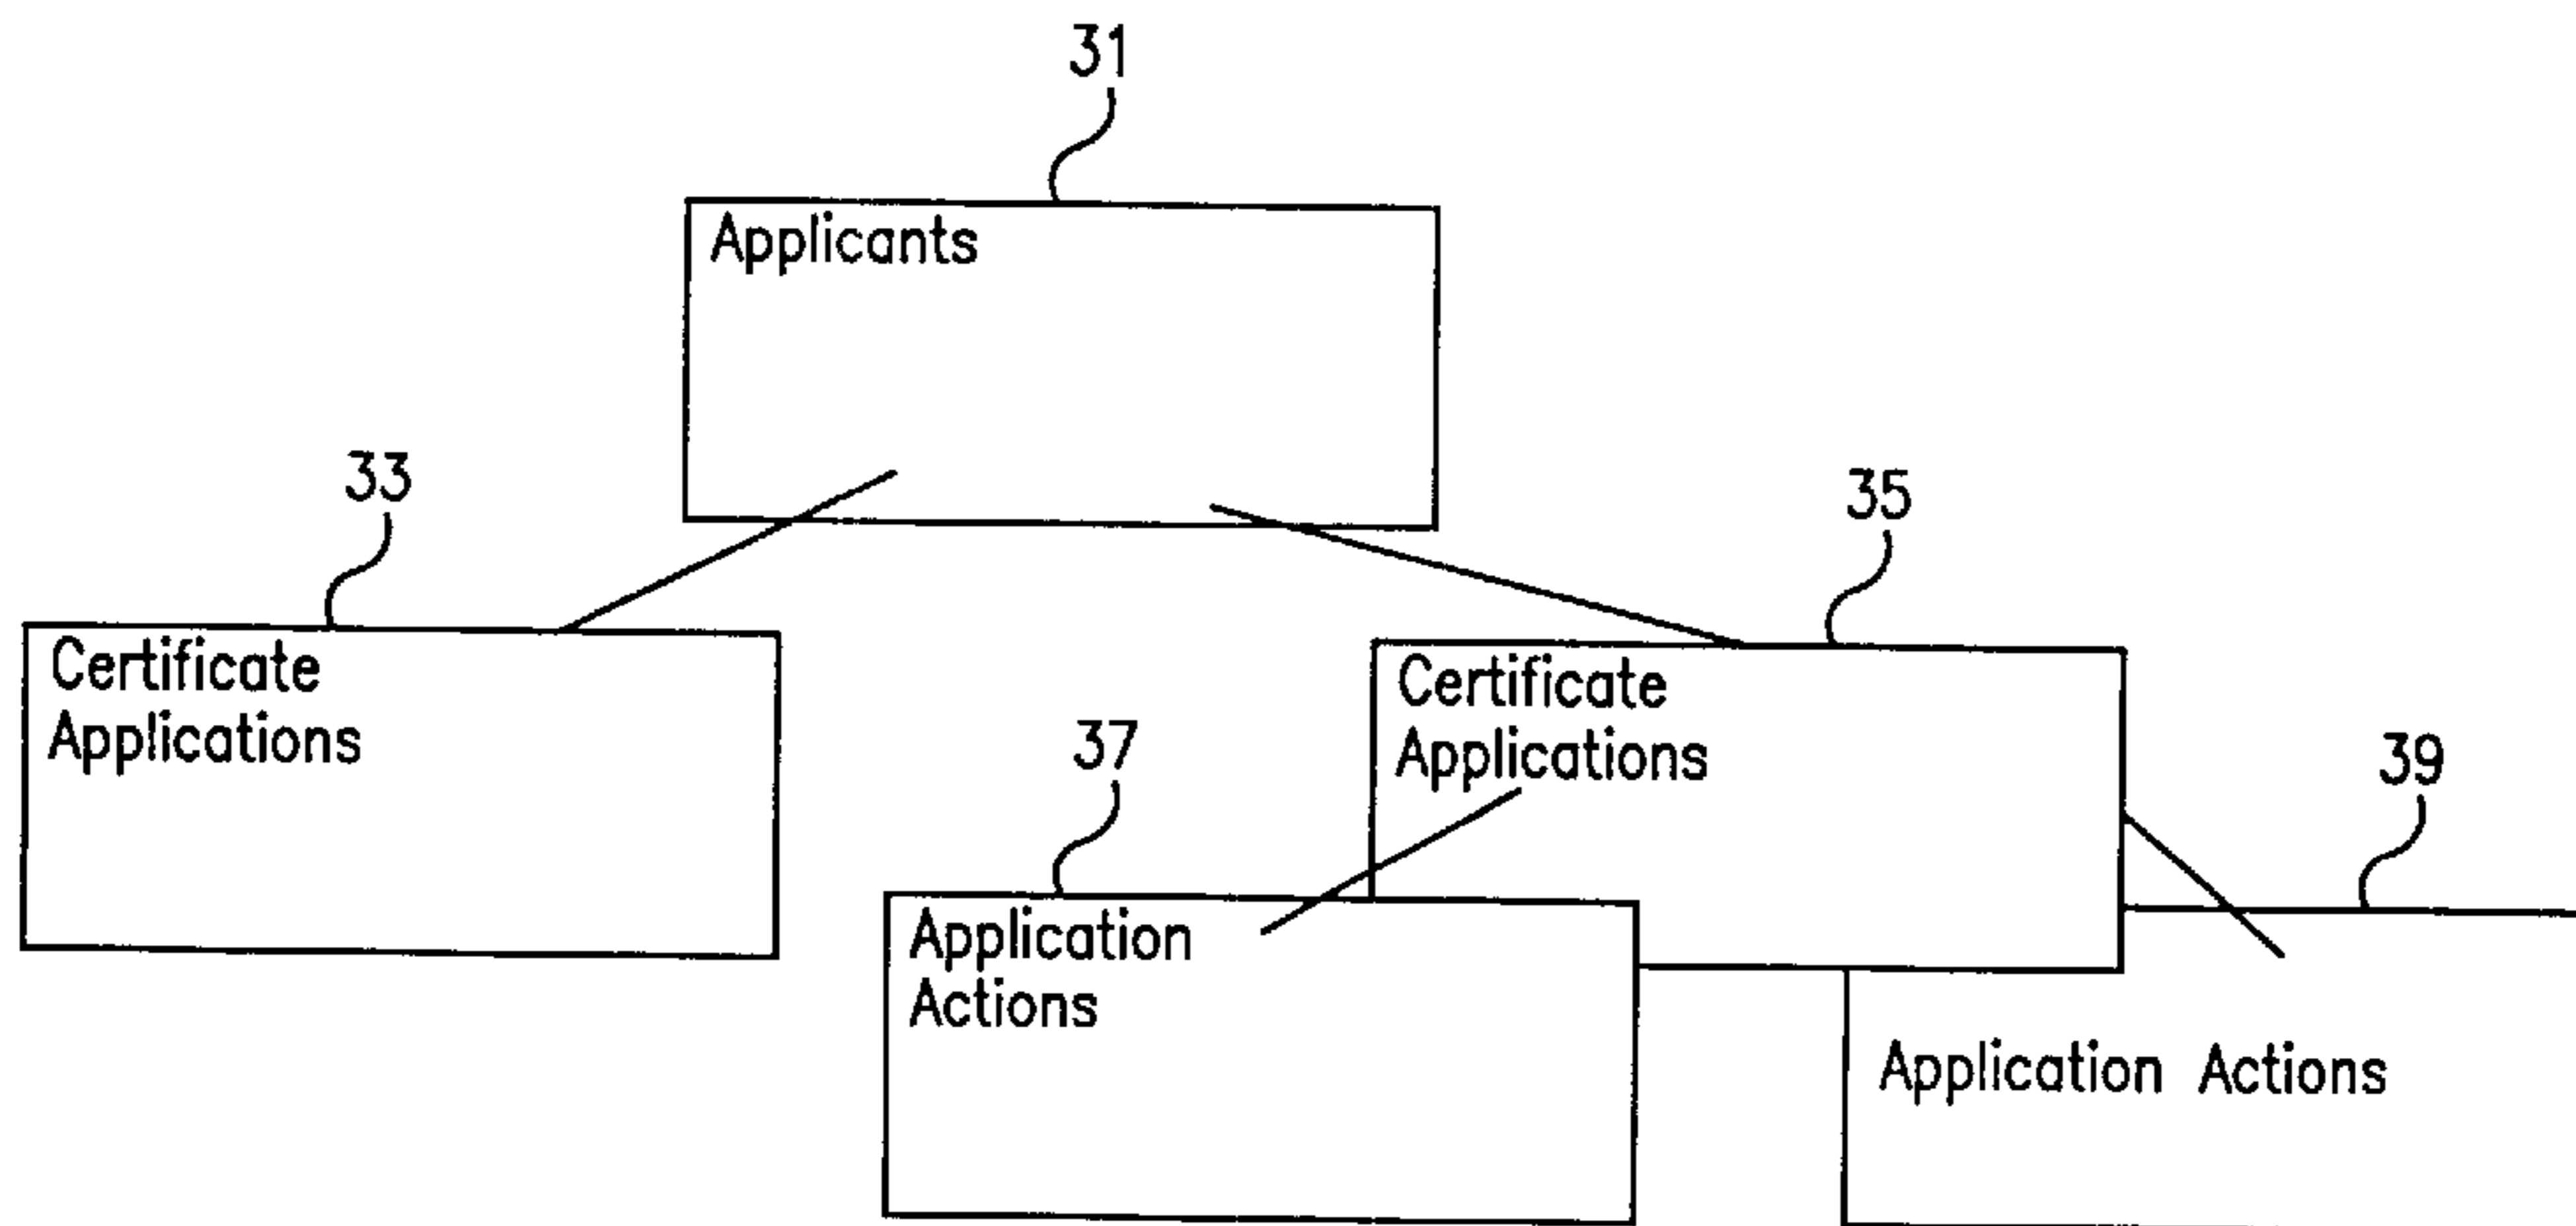 31
Applicants
33
Certificate
Applications
35
Certificate
Applications
37
Application
Actions
39
Application Actions